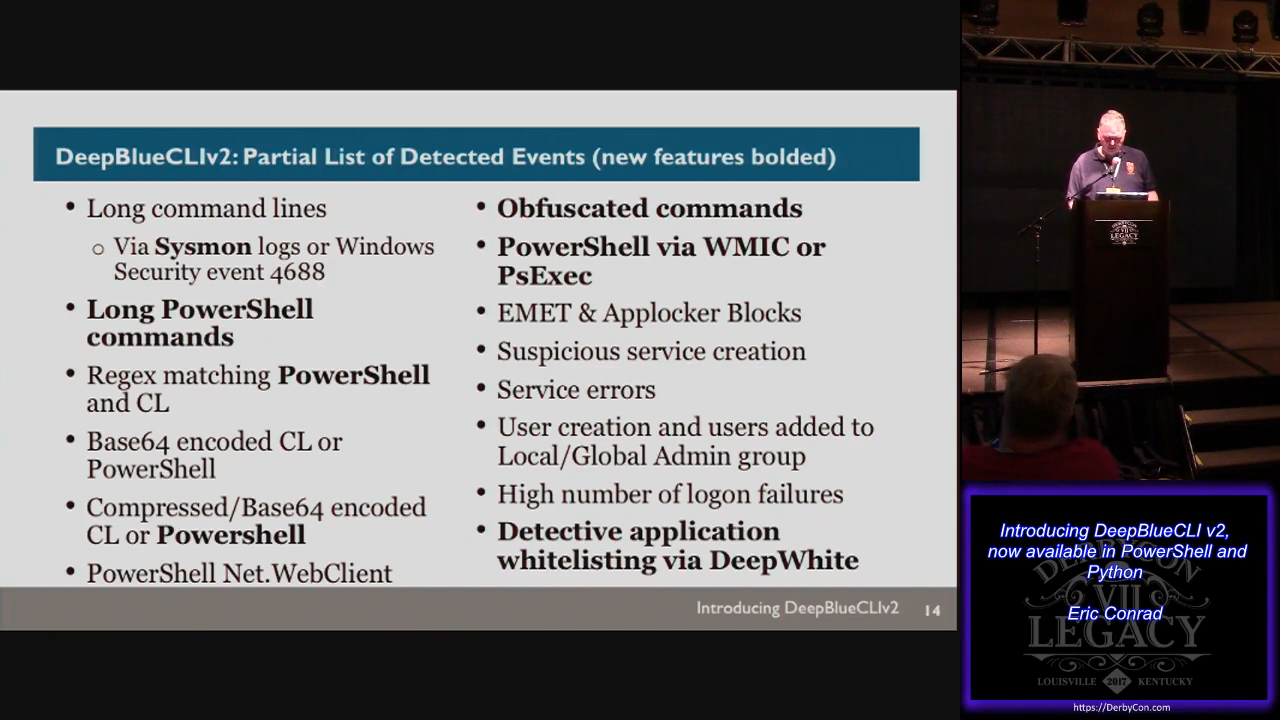 DeepBlueCLIv2: Partial List of Detected Events (new features bolded)
• Long command lines
o Via Sysmon logs or Windows
Security event 4688
• Long PowerShell
commands
• Regex matching PowerShell
and CL
• Base64 encoded CL or
PowerShell
• Compressed/Base64 encoded
CL or Powershell
• PowerShell Net.WebClient
• Obfuscated commands
• PowerShell via WMIC or
PsExec
• EMET & Applocker Blocks
• Suspicious service creation
• Service errors
• User creation and users added to
Local/Global Admin group
• High number of logon failures
• Detective application
whitelisting via DeepWhite
Introducing DeepBlueCLIv2 14
LEGACY
Introducing DeepBlueCLI v2,
now available in PowerShell and
Python
Eric Conrad
DERBYCON
VII
LEGACY
LOUISVILLE 2017 KENTUCKY
https://DerbyCon.com